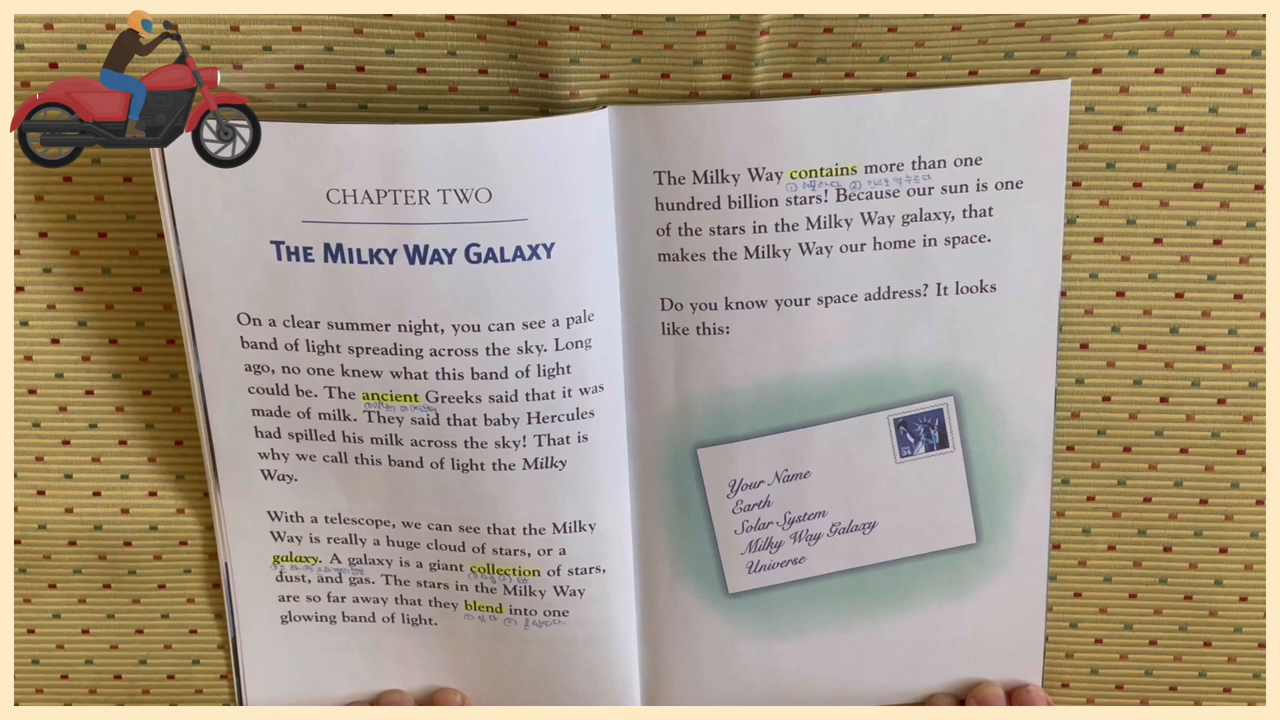 CHAPTER TWO
THE MILKY WAY GALAXY
On a clear summer night, you can see a pale
band of light spreading across the sky. Long
ago, no one knew what this band of light
could be. The ancient Greeks said that it was
made of milk. They said that baby Hercules
had spilled his milk across the sky! That is
why we call this band of light the Milky
Way.
With a telescope, we can see that the Milky
Way is really a huge cloud of stars, or a
galaxy. A galaxy is a giant collection of stars,
dust, and gas. The stars in the Milky Way
are so far away that they blend into one
glowing band of light.
The Milky Way contains more than one
hundred billion stars! Because our sun is one
of the stars in the Milky Way galaxy, that
makes the Milky Way our home in space.
Do you know your space address? It looks
like this:
Your Name
Earth
Solar System
Milky Way Galaxy
Universe